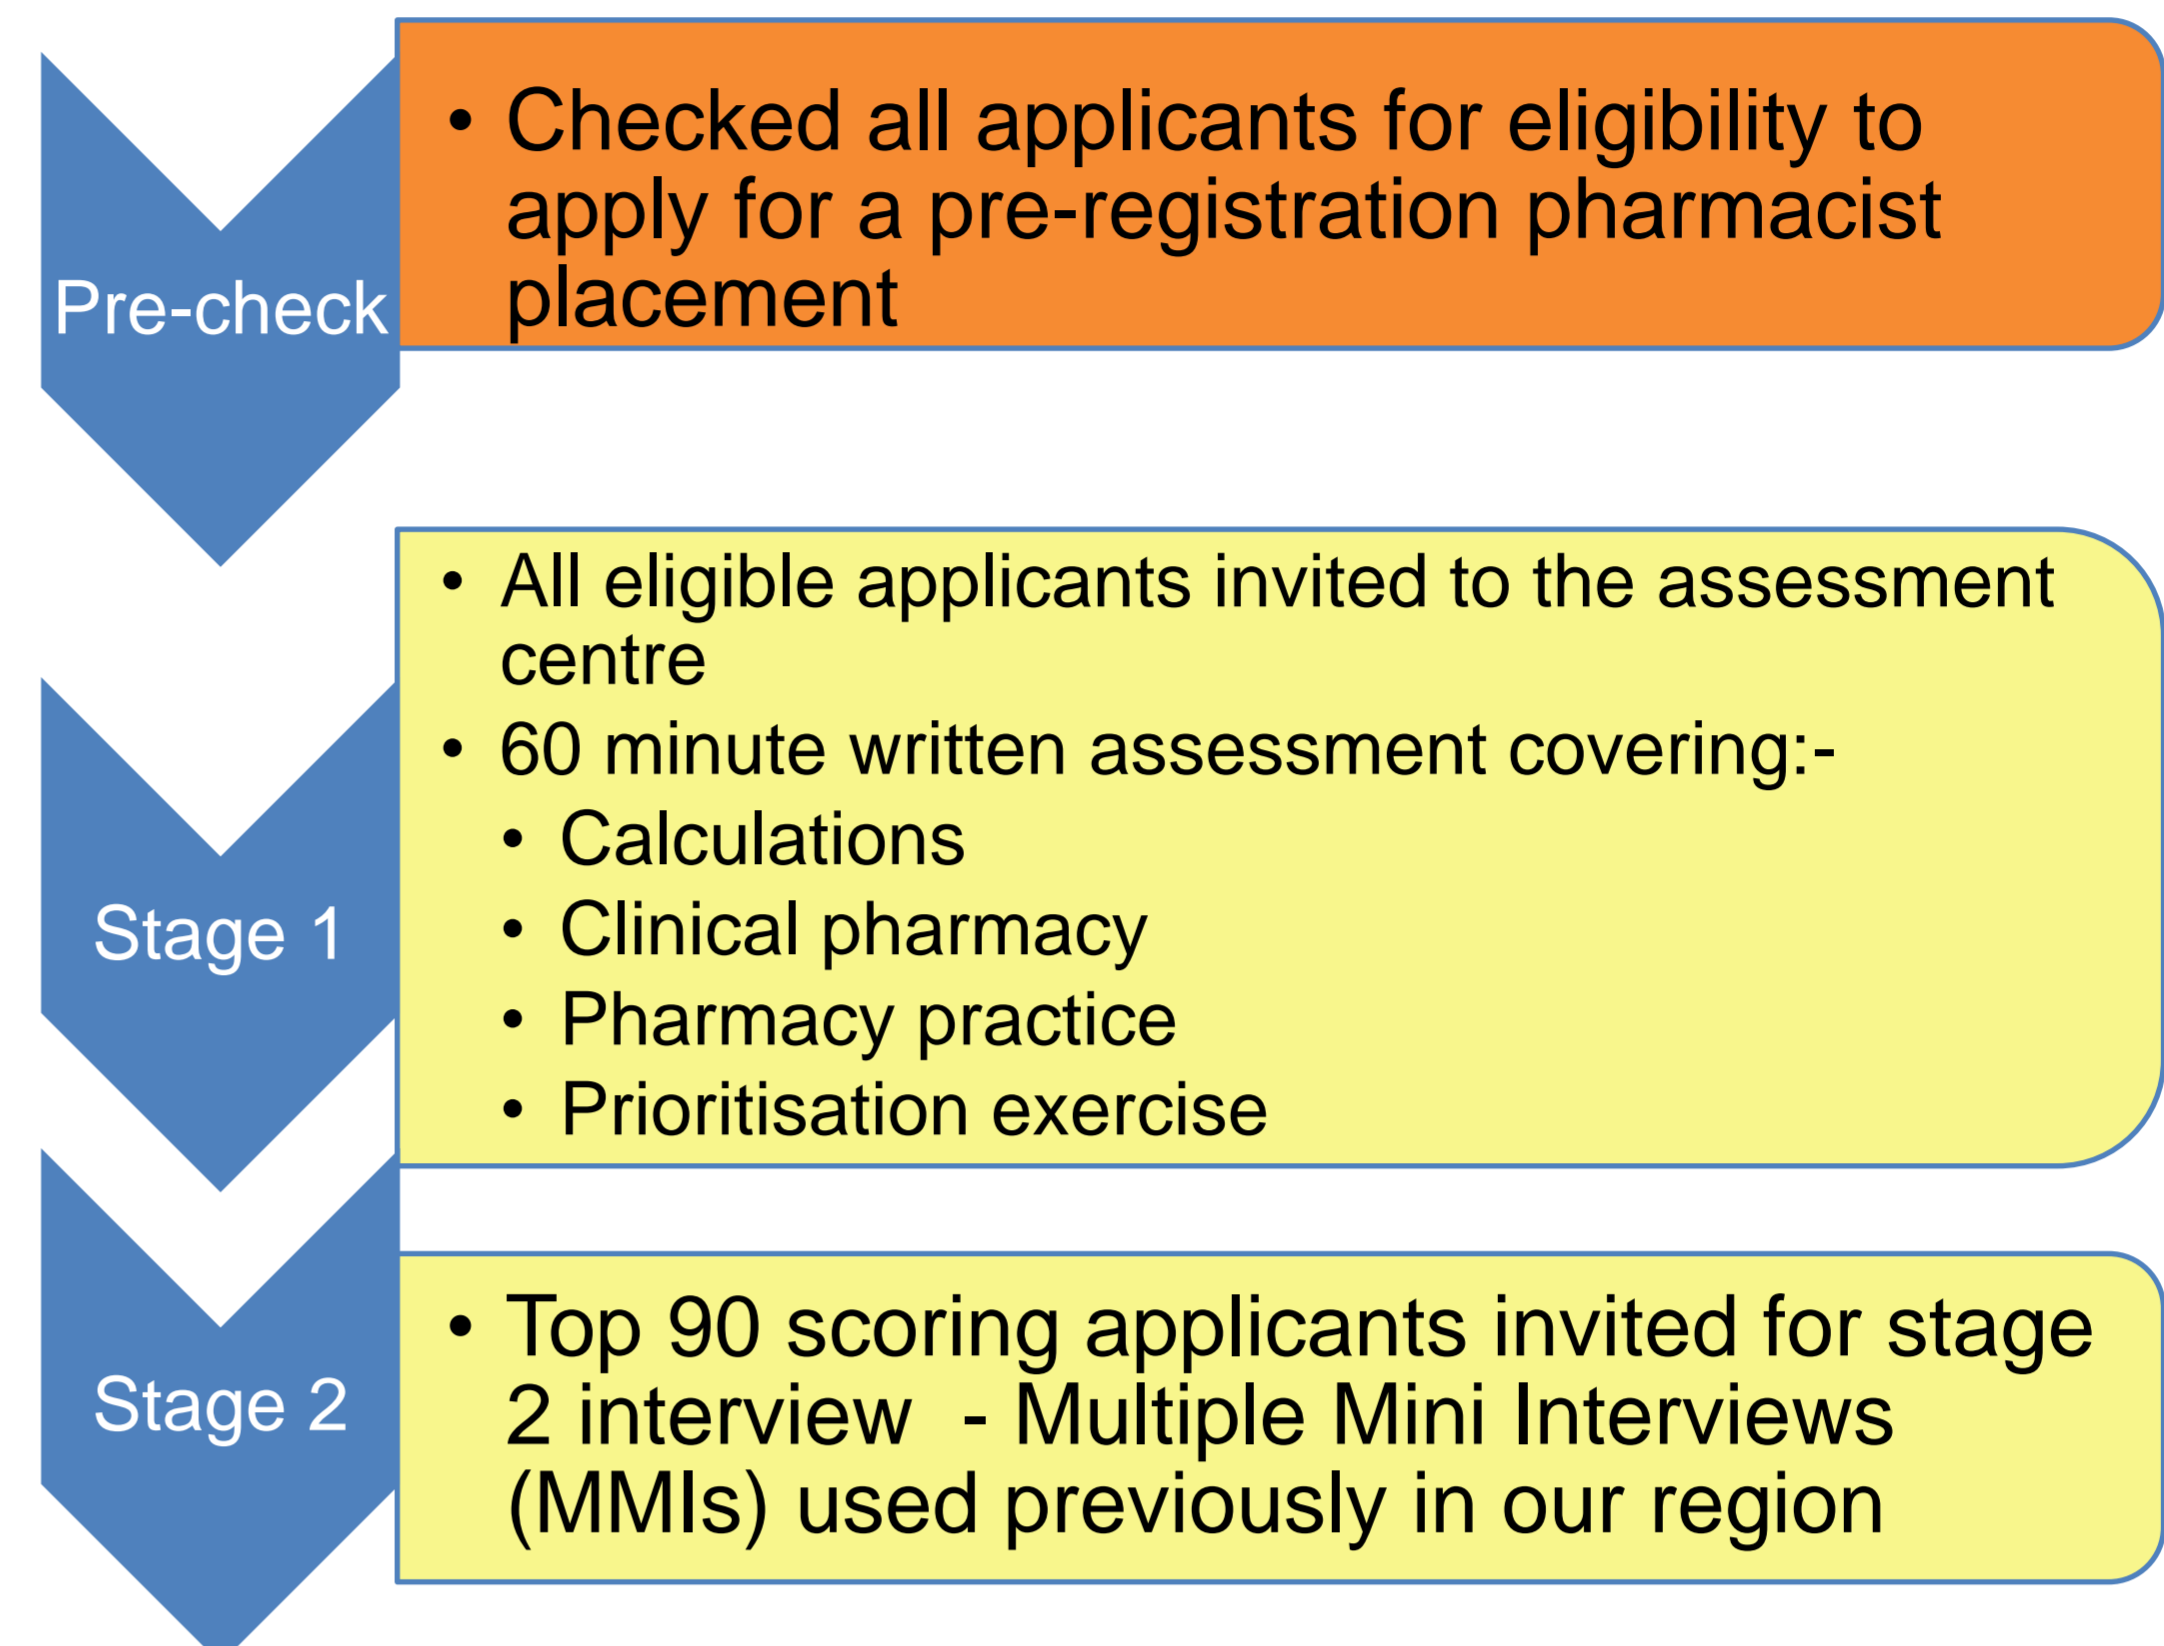 Pre-check
• Checked all applicants for eligibility to
apply for a pre-registration pharmacist
placement
Stage 1
• All eligible applicants invited to the assessment
centre
• 60 minute written assessment covering:-
• Calculations
• Clinical pharmacy
• Pharmacy practice
• Prioritisation exercise
Stage 2
• Top 90 scoring applicants invited for stage
2 interview - Multiple Mini Interviews
(MMIs) used previously in our region